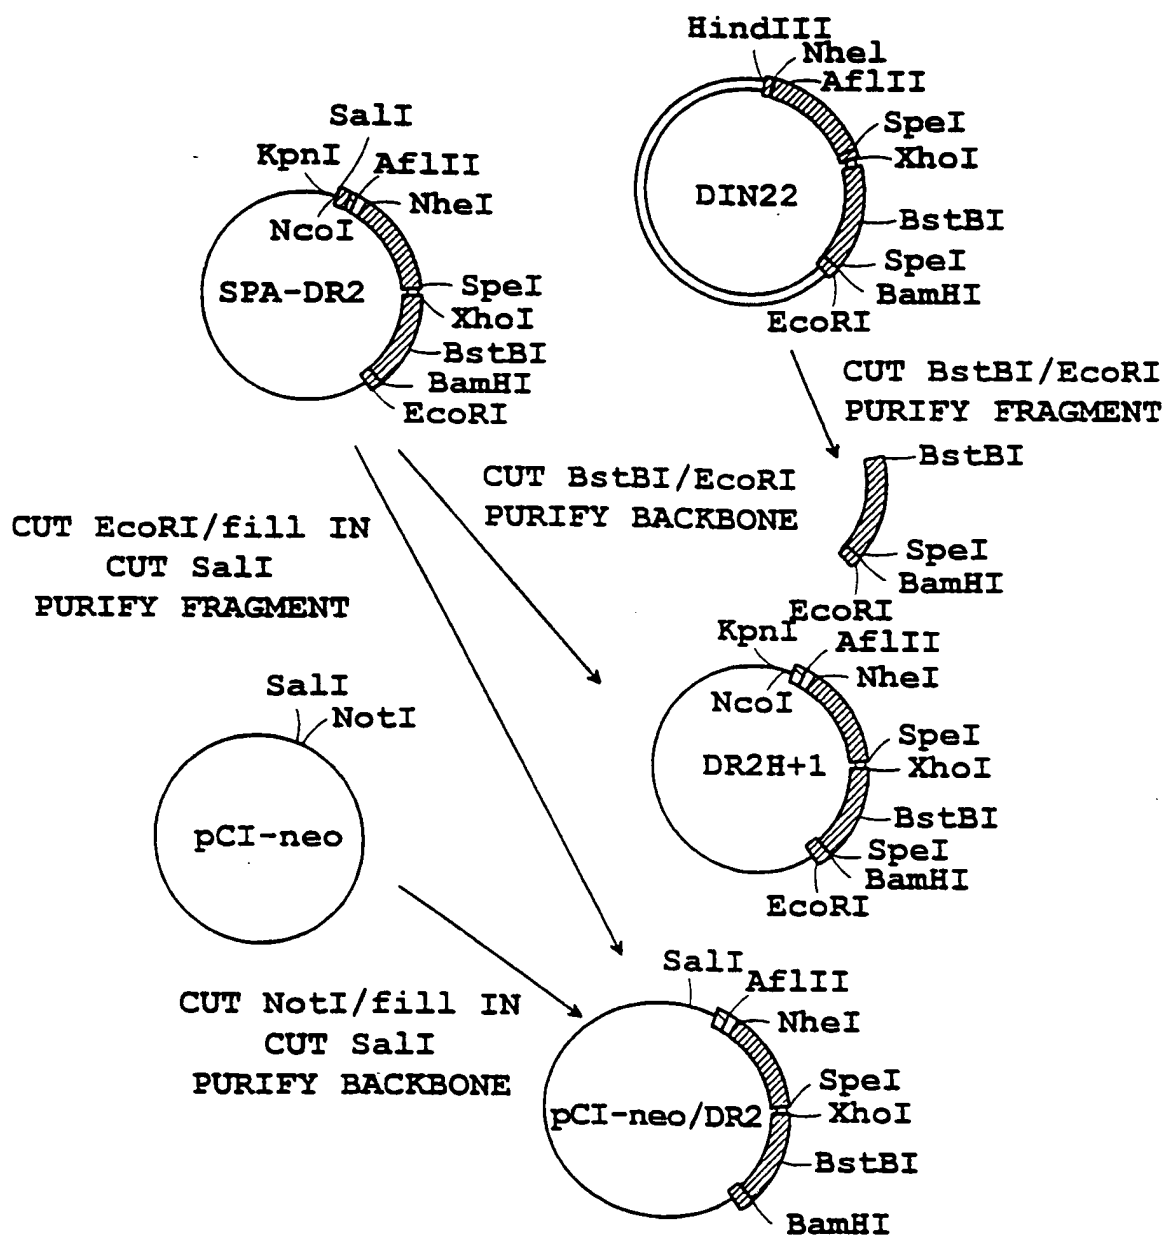 HindIII
Nhel
AflII
SpeI
XhoI
DIN22
BstBI
SpeI
BamHI
EcoRI
SalI
KpnI
AflII
NheI
NcoI
SPA-DR2
SpeI
XhoI
BstBI
BamHI
EcoRI
CUT BstBI/EcoRI
PURIFY FRAGMENT
BstBI
SpeI
BamHI
EcoRI
CUT BstBI/EcoRI
PURIFY BACKBONE
CUT EcoRI/fill IN
CUT SalI
PURIFY FRAGMENT
KpnI
AflII
NheI
NcoI
DR2H+1
SpeI
XhoI
BstBI
SpeI
BamHI
EcoRI
SalI
NotI
pCI-neo
CUT NotI/fill IN
CUT SalI
PURIFY BACKBONE
SalI
AflII
NheI
SpeI
XhoI
pCI-neo/DR2
BstBI
BamHI